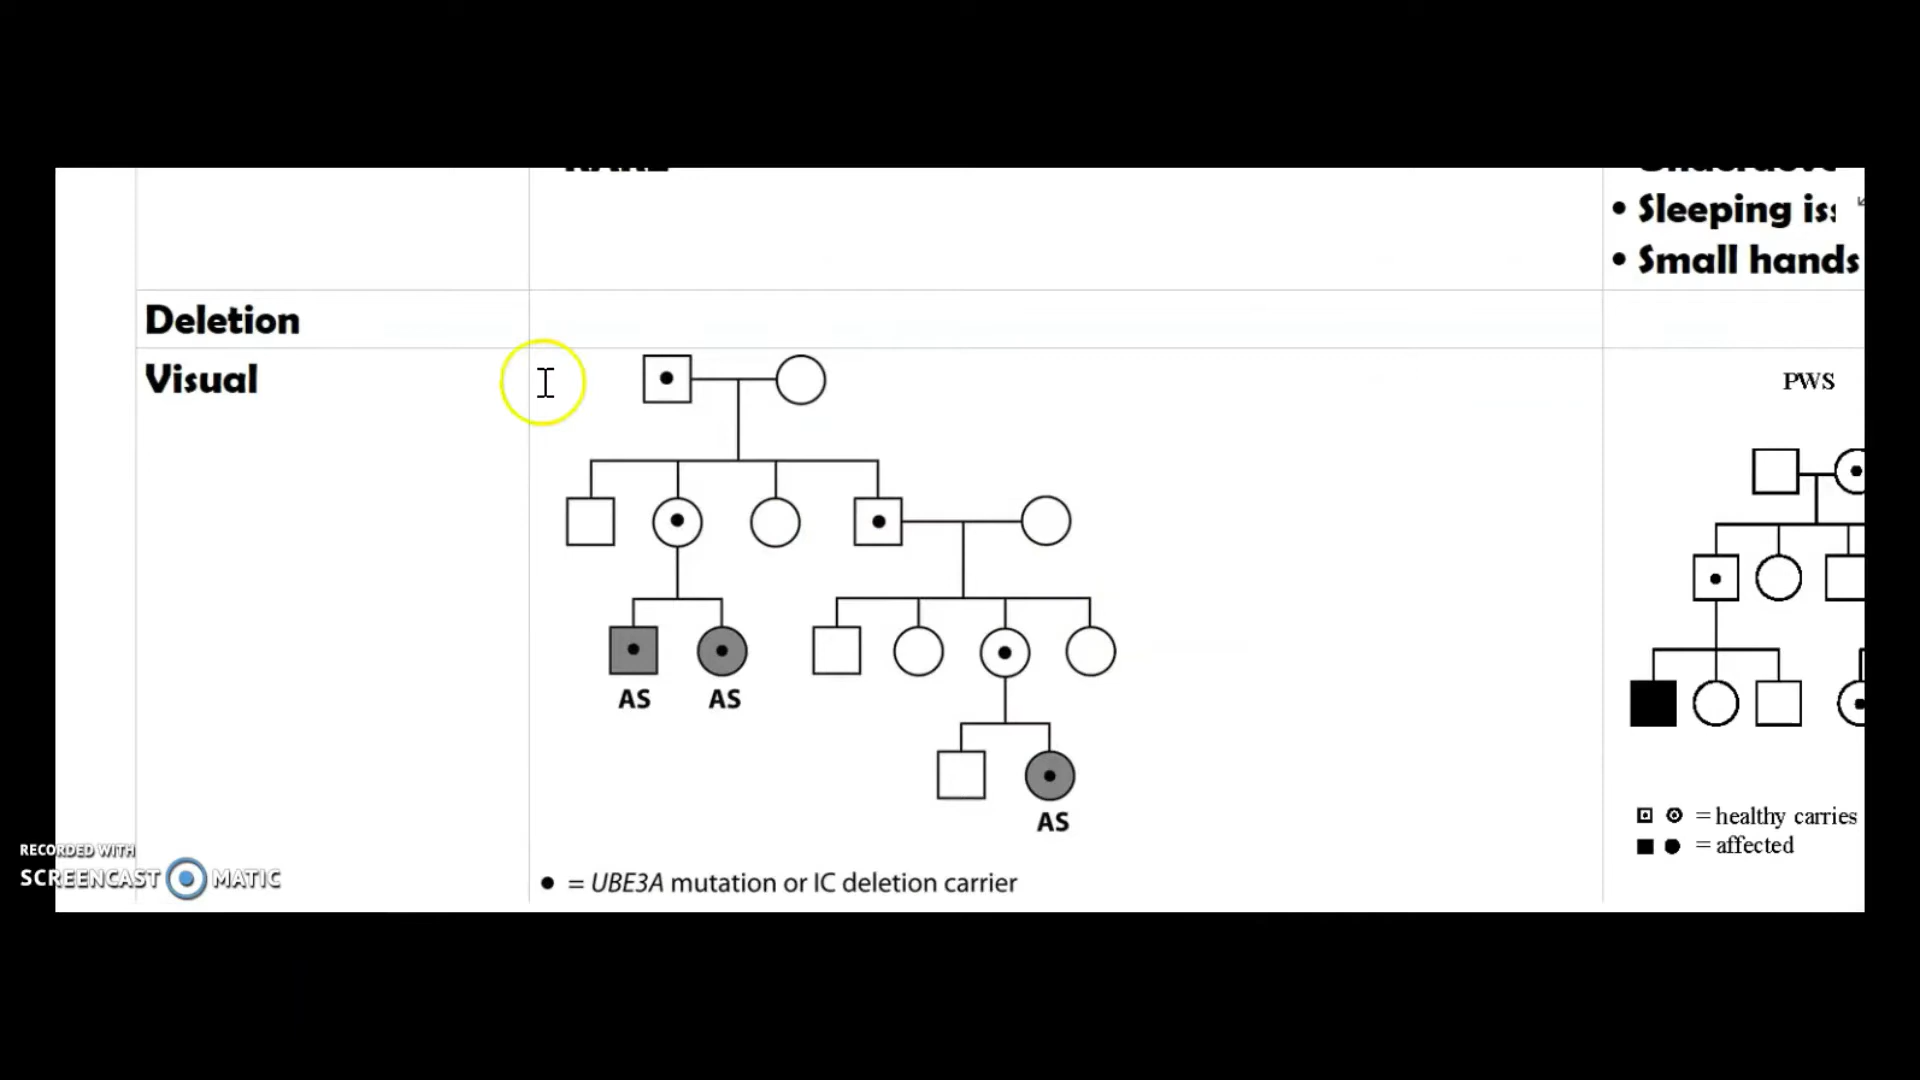 • Sleeping
• Small hands
Deletion
Visual
PWS
AS AS
AS
= healthy carries
= affected
• = UBE3A mutation or IC deletion carrier
RECORDED WITH
SCREENCAST MATIC